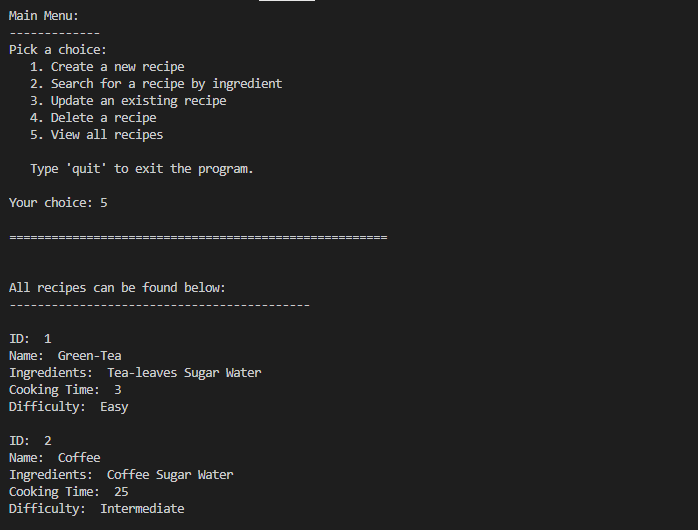 Main Menu:
-------------
Pick a choice:
   1. Create a new recipe
   2. Search for a recipe by ingredient
   3. Update an existing recipe
   4. Delete a recipe
   5. View all recipes

   Type 'quit' to exit the program.

Your choice: 5

======================================================

All recipes can be found below:
-------------------------------------------

ID:  1
Name:  Green-Tea
Ingredients:  Tea-leaves Sugar Water
Cooking Time:  3
Difficulty:  Easy

ID:  2
Name:  Coffee
Ingredients:  Coffee Sugar Water
Cooking Time:  25
Difficulty:  Intermediate